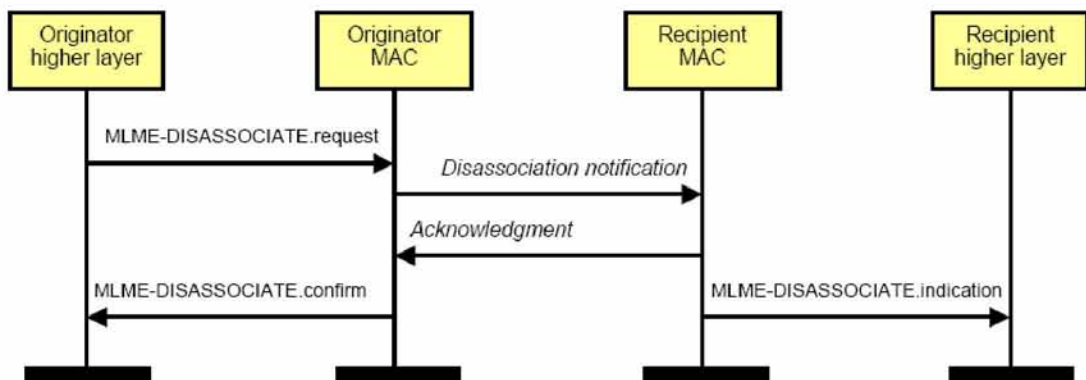 Originator
higher layer
Originator
MAC
Recipient
MAC
Recipient
higher layer
MLME-DISASSOCIATE.request
Disassociation notification
Acknowledgment
MLME-DISASSOCIATE.confirm
MLME-DISASSOCIATE.indication